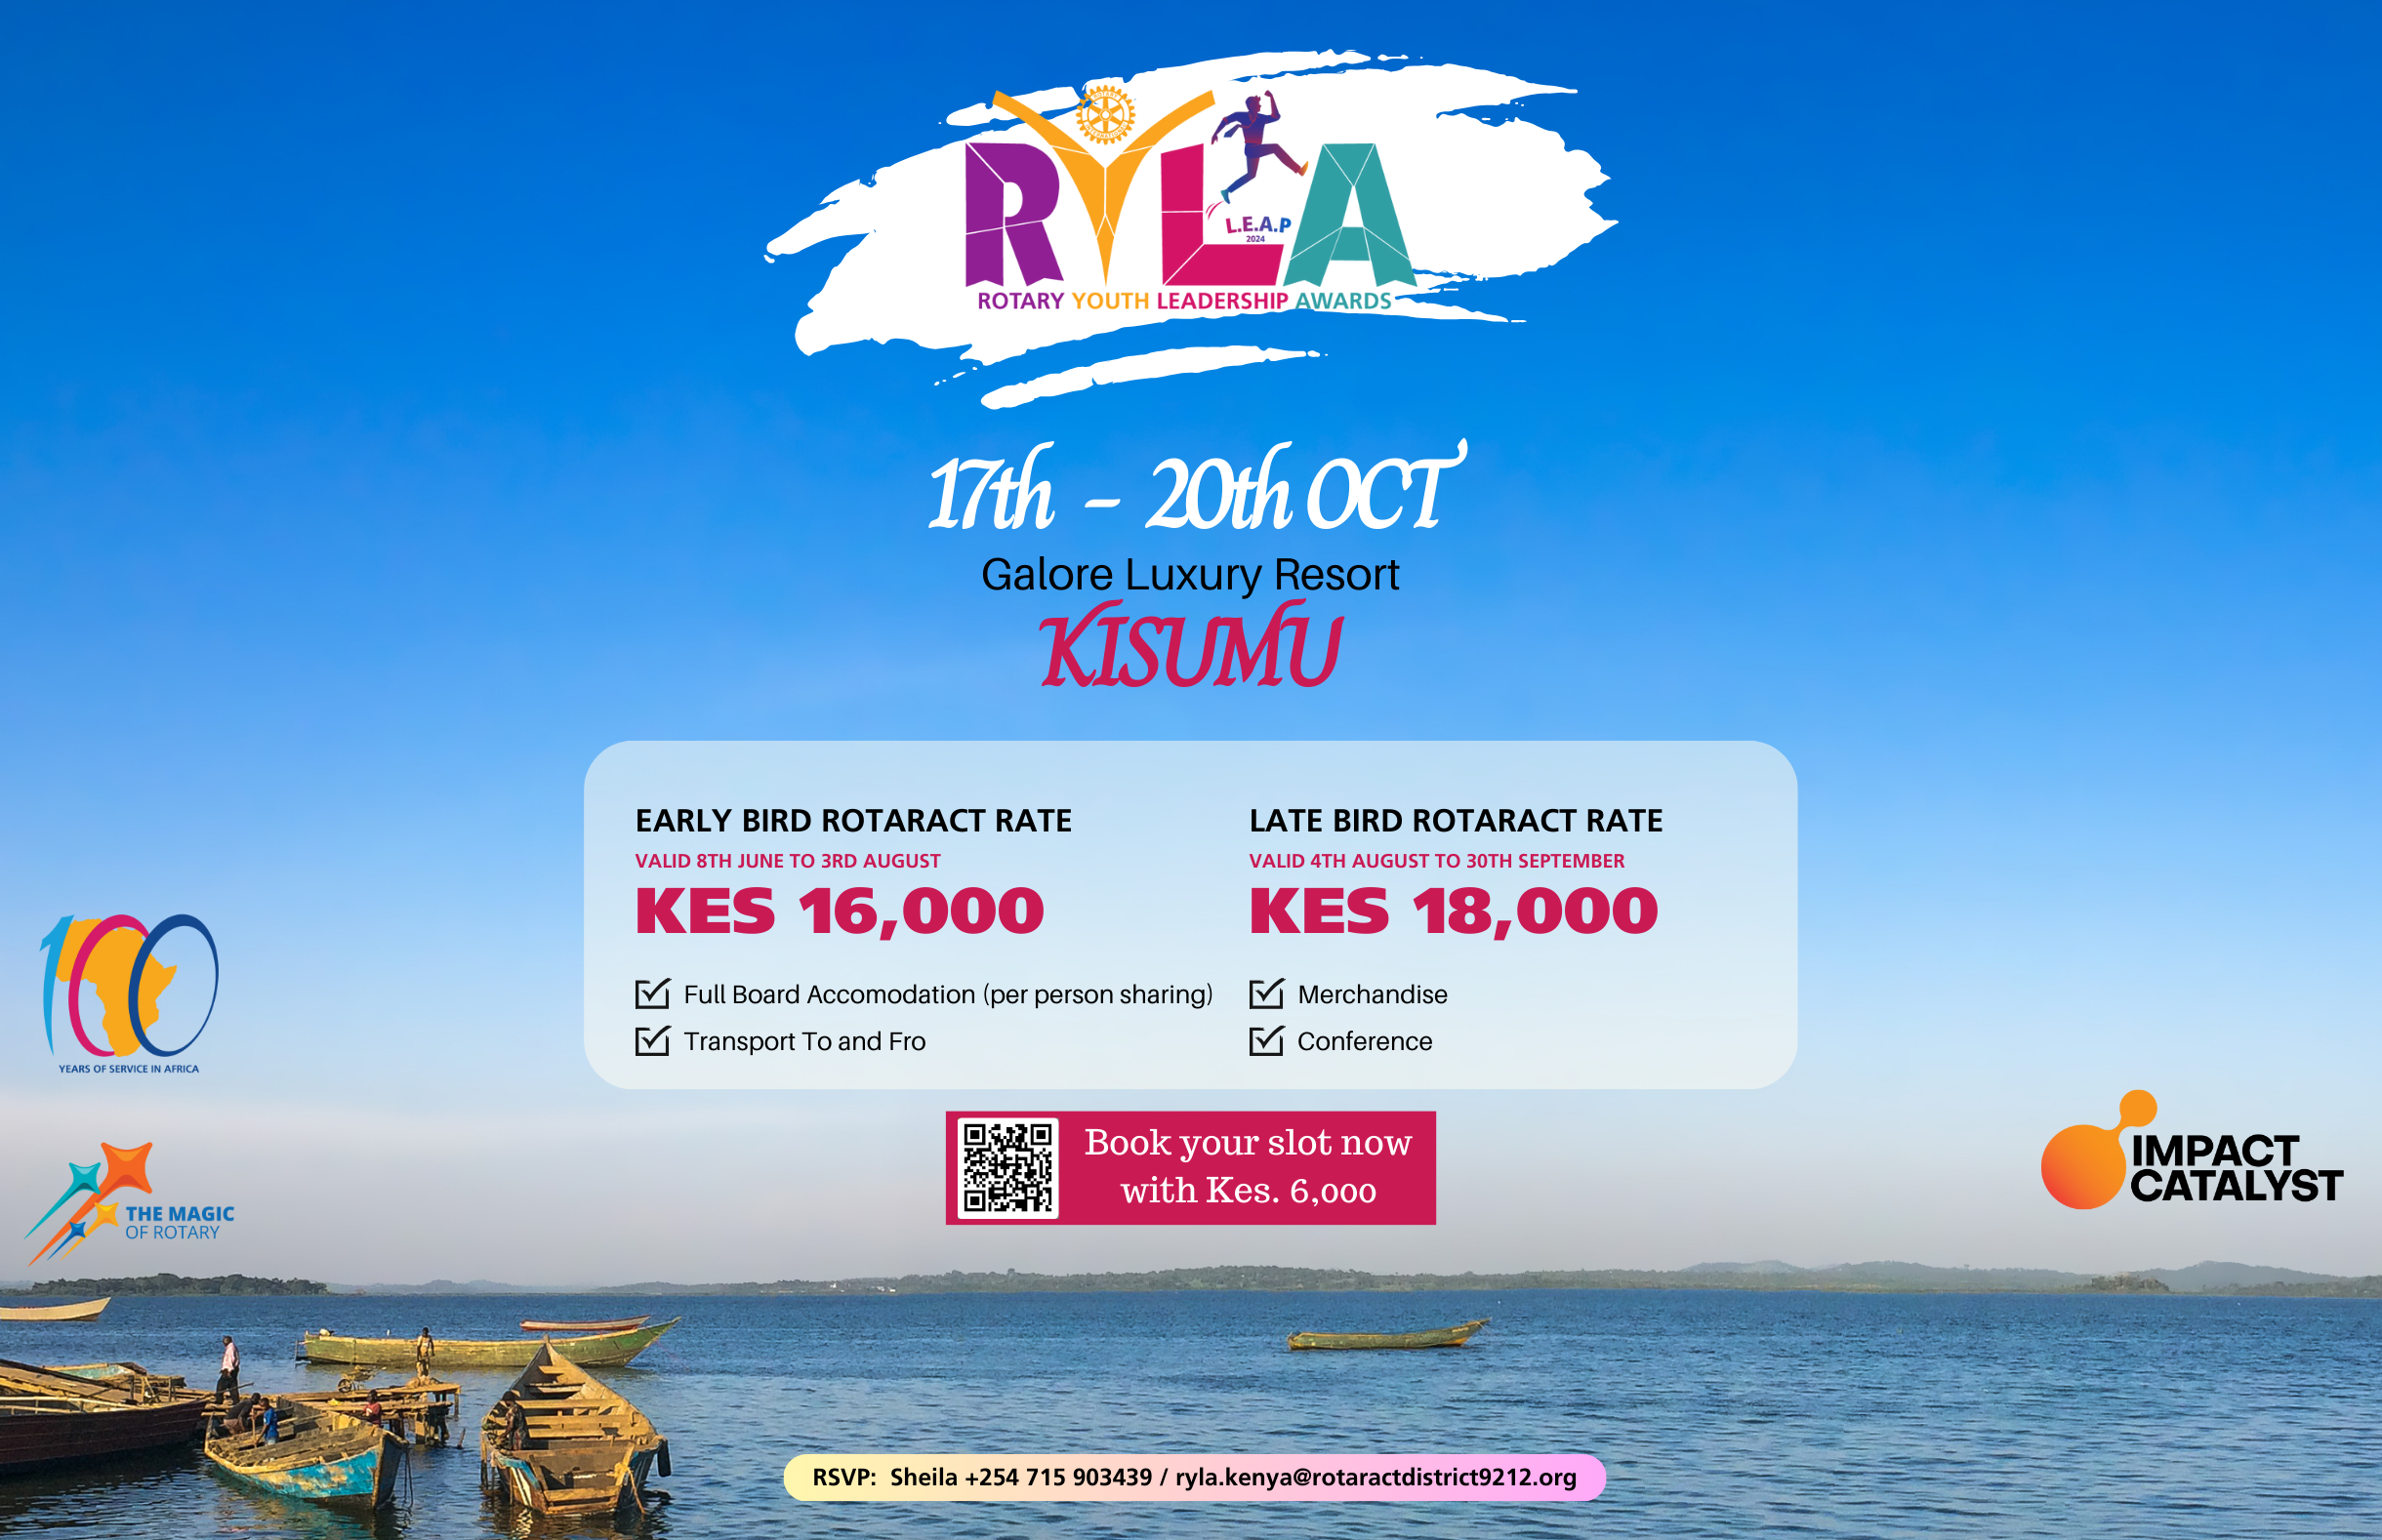 RYLA
L.E.A.P
2024
ROTARY YOUTH LEADERSHIP AWARDS
17th - 20th OCT
Galore Luxury Resort
KISUMU
EARLY BIRD ROTARACT RATE
VALID 8TH JUNE TO 3RD AUGUST
KES 16,000
LATE BIRD ROTARACT RATE
VALID 4TH AUGUST TO 30TH SEPTEMBER
KES 18,000
Full Board Accomodation (per person sharing)
Transport To and Fro
Merchandise
Conference
100
YEARS OF SERVICE IN AFRICA
THE MAGIC
OF ROTARY
Book your slot now
with Kes. 6,000
IMPACT
CATALYST
RSVP: Sheila +254 715 903439 / ryla.kenya@rotaractdistrict9212.org